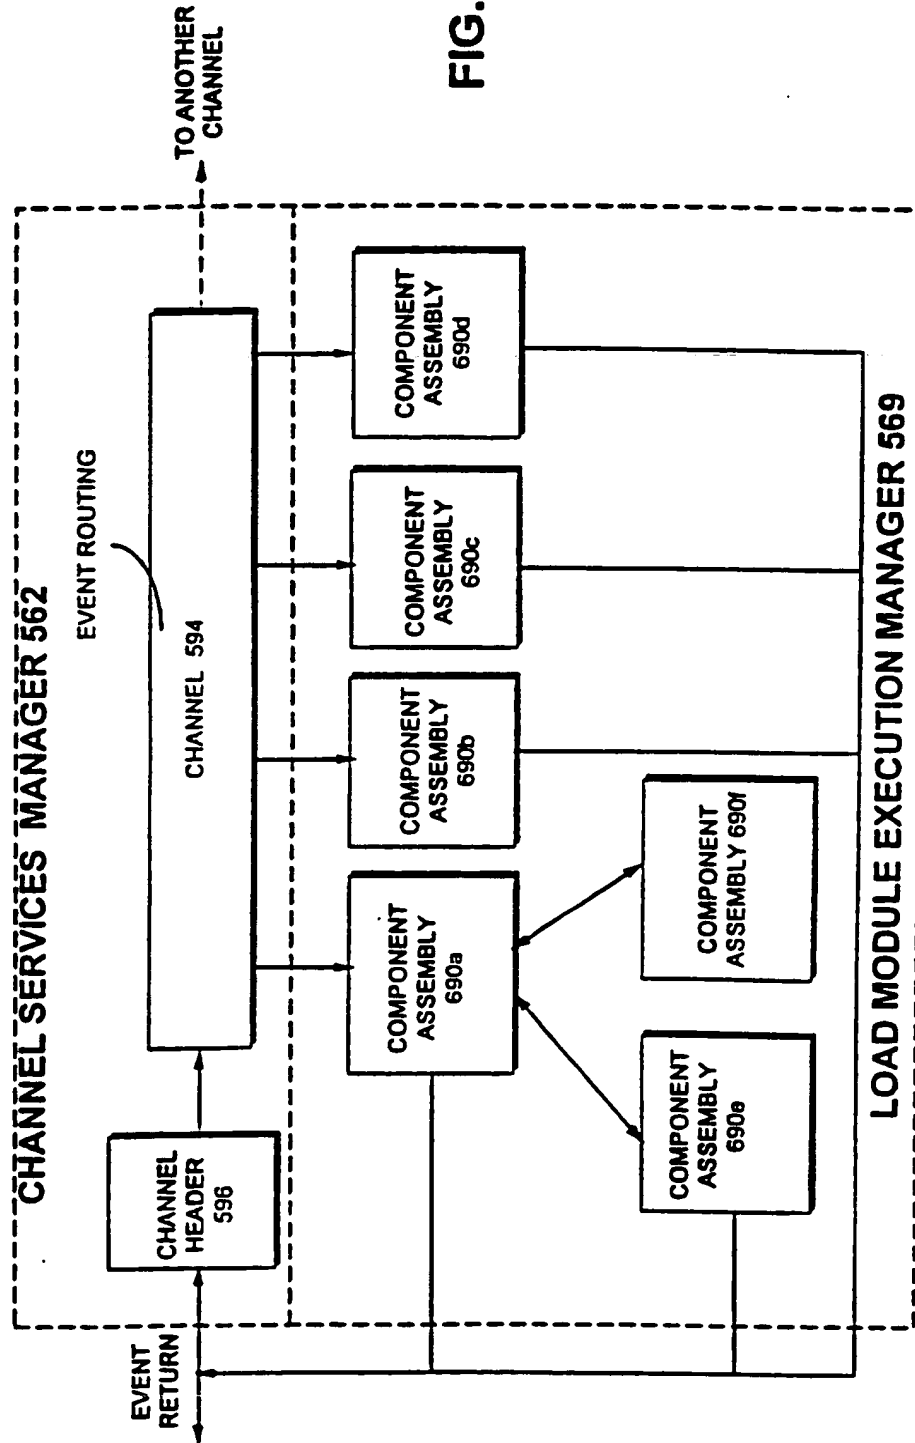 CHANNEL SERVICES MANAGER 562
EVENT ROUTING
TO ANOTHER
CHANNEL
EVENT
RETURN
CHANNEL
HEADER
596
CHANNEL 594
COMPONENT
ASSEMBLY
690a
COMPONENT
ASSEMBLY
690b
COMPONENT
ASSEMBLY
690c
COMPONENT
ASSEMBLY
690d
COMPONENT
ASSEMBLY
690e
COMPONENT
ASSEMBLY 690f
LOAD MODULE EXECUTION MANAGER 569
FIG.